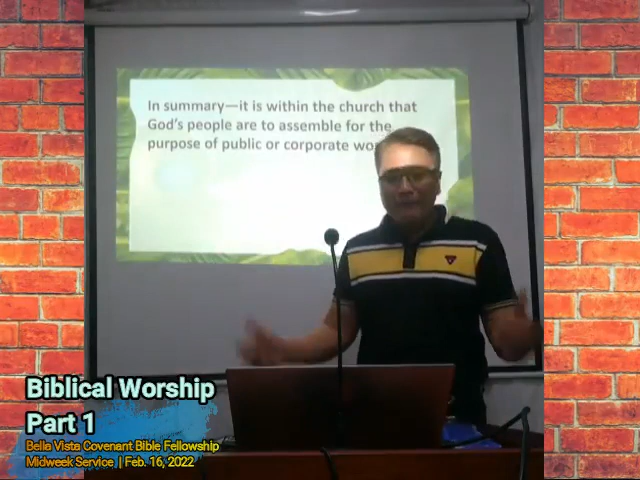 In summary—it is within the church that
God's people are to assemble for the
purpose of public or corporate
Biblical Worship
Part 1
Bella Vista Covenant Bible Fellowship
Midweek Service | Feb. 16, 2022